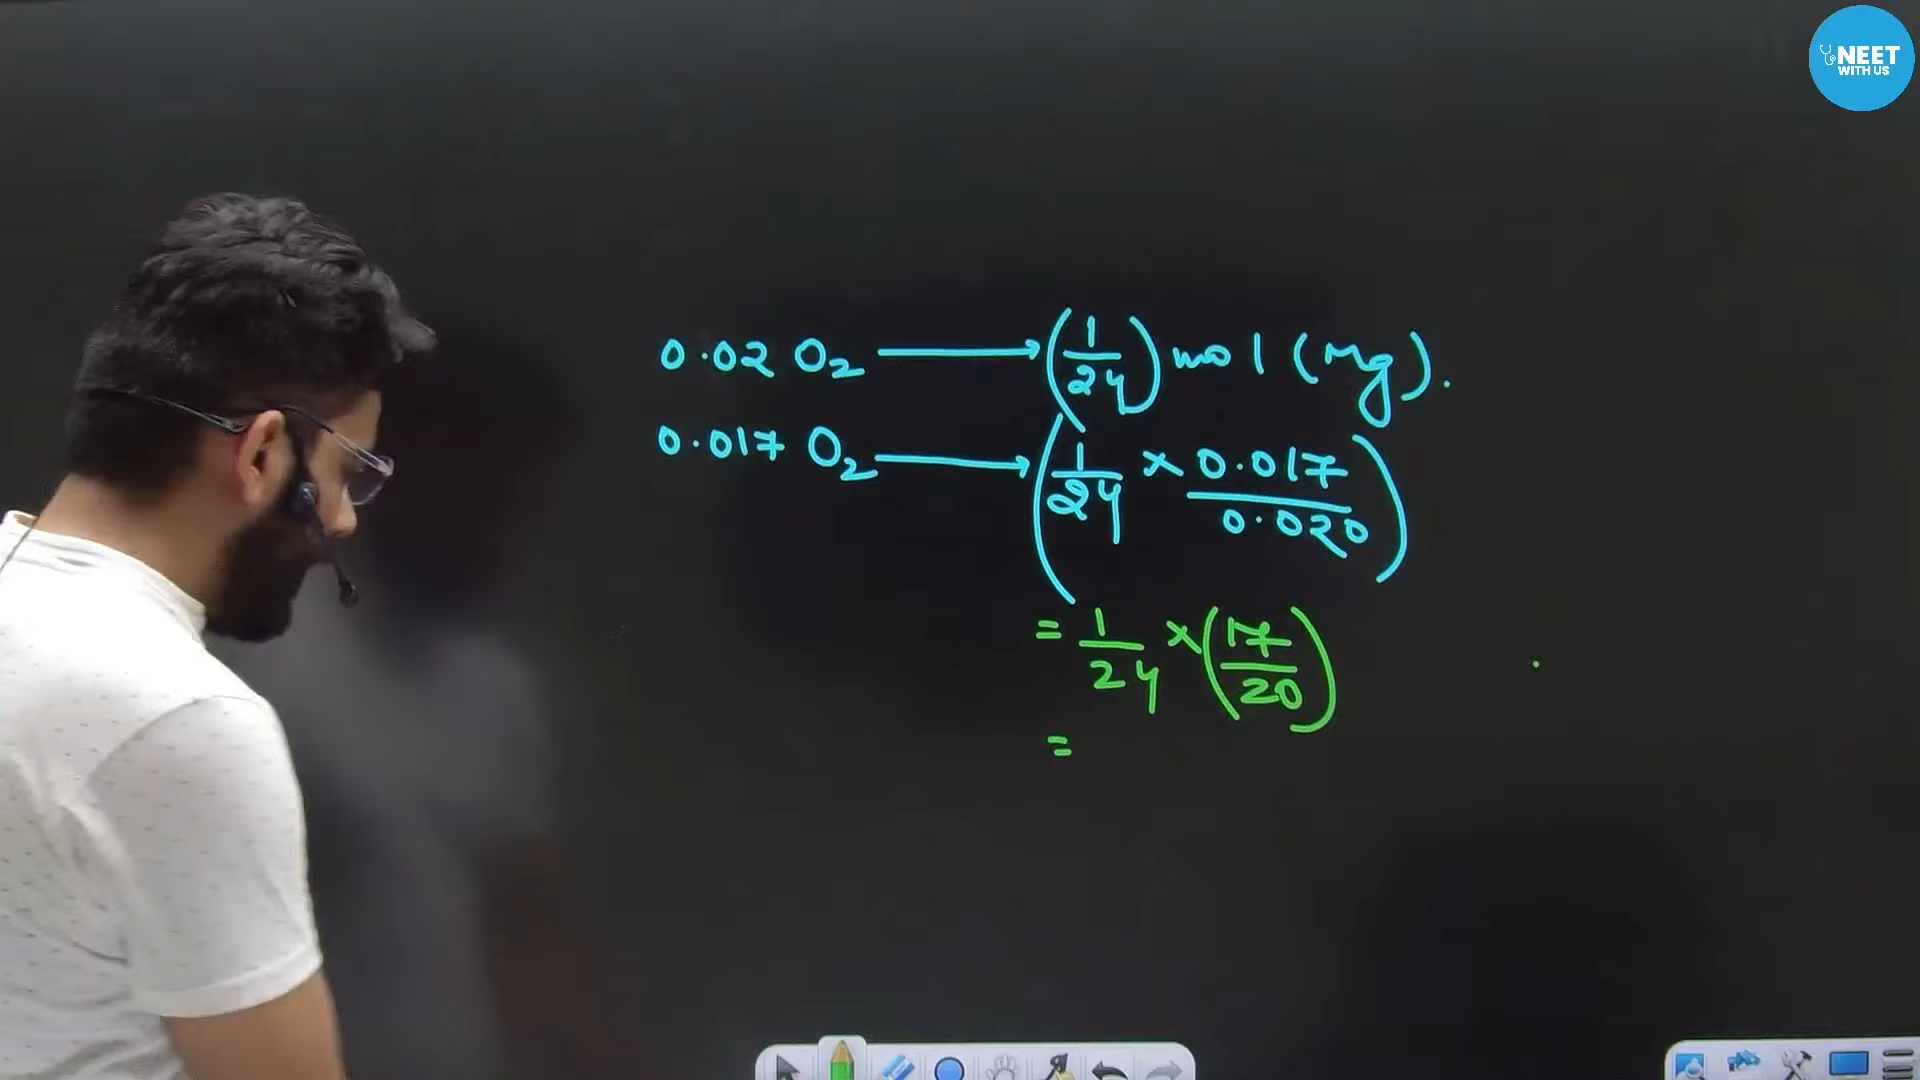 NEET
WITH US
0.02 O₂ ⟶ (1/24) mol (Mg).
0.017 O₂ ⟶ (1/24 × 0.017/0.020)
= 1/24 × (17/20)
=